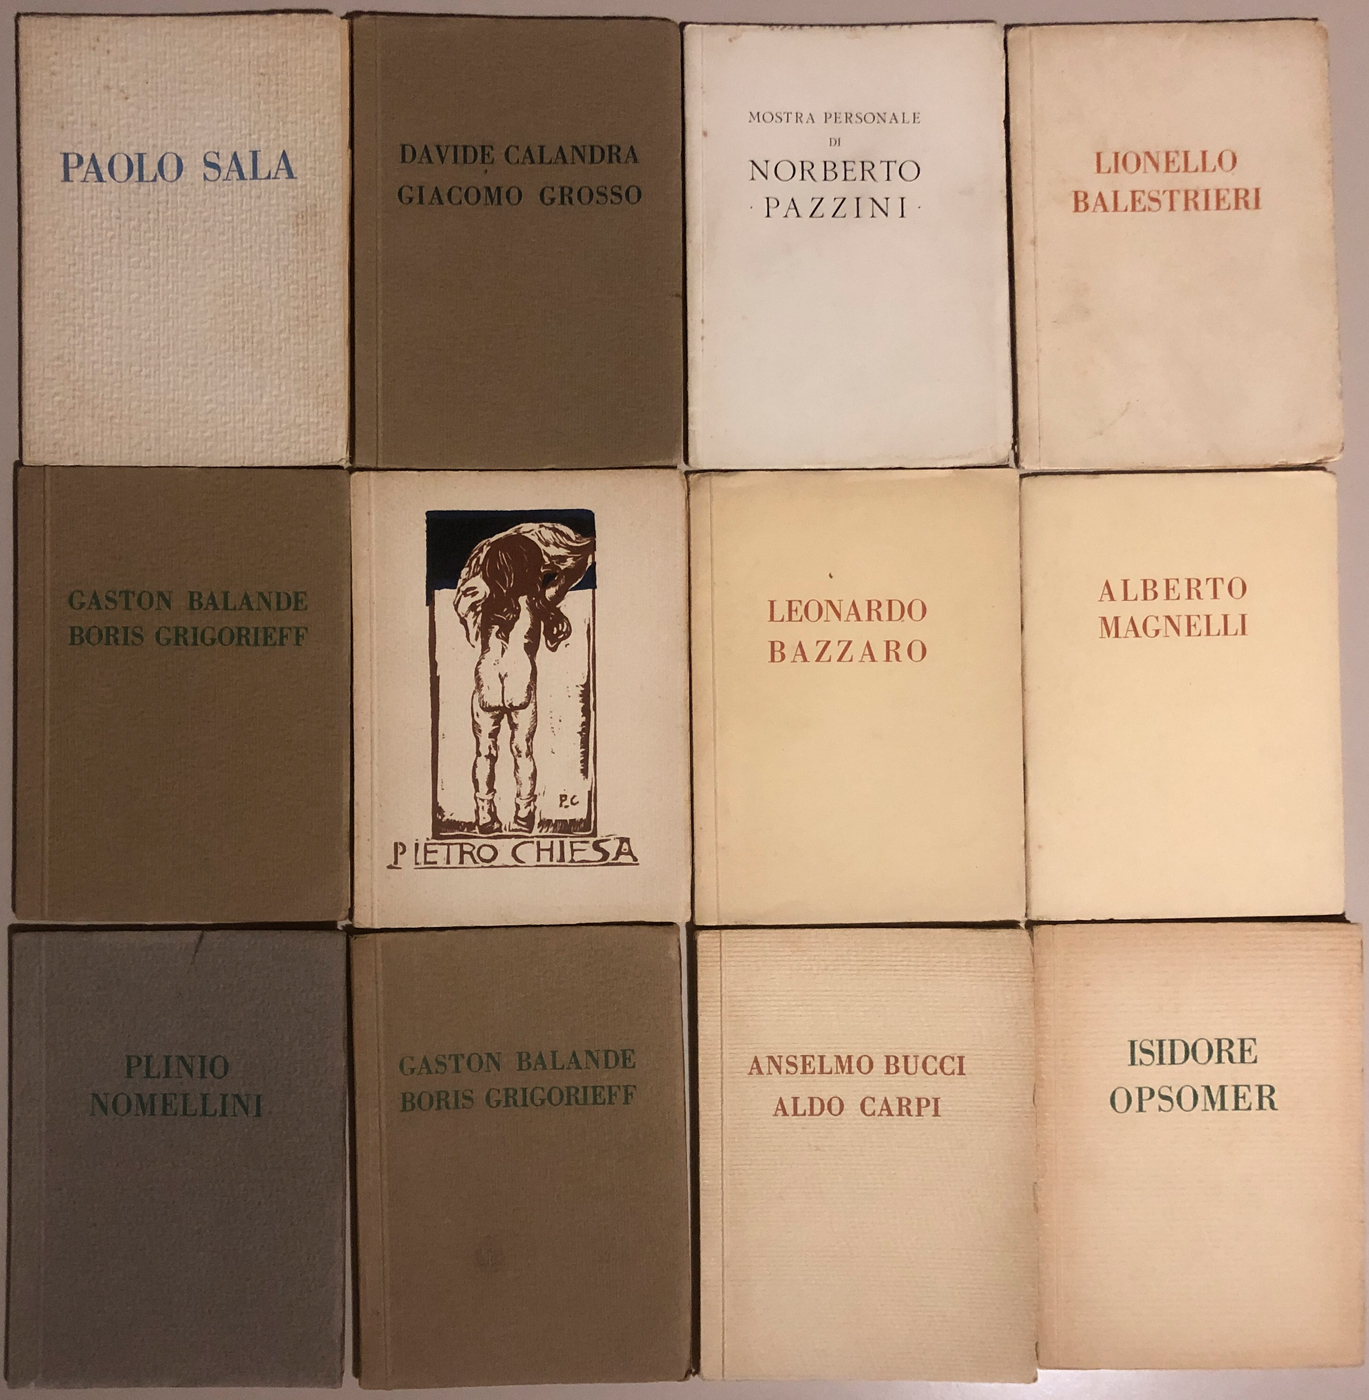 PAOLO SALA
DAVIDE CALANDRA
GIACOMO GROSSO
MOSTRA PERSONALE
DI
NORBERTO
· PAZZINI ·
LIONELLO
BALESTRIERI
GASTON BALANDE
BORIS GRIGORIEFF
P.C
PIETRO CHIESA
LEONARDO
BAZZARO
ALBERTO
MAGNELLI
PLINIO
NOMELLINI
GASTON BALANDE
BORIS GRIGORIEFF
ANSELMO BUCCI
ALDO CARPI
ISIDORE
OPSOMER